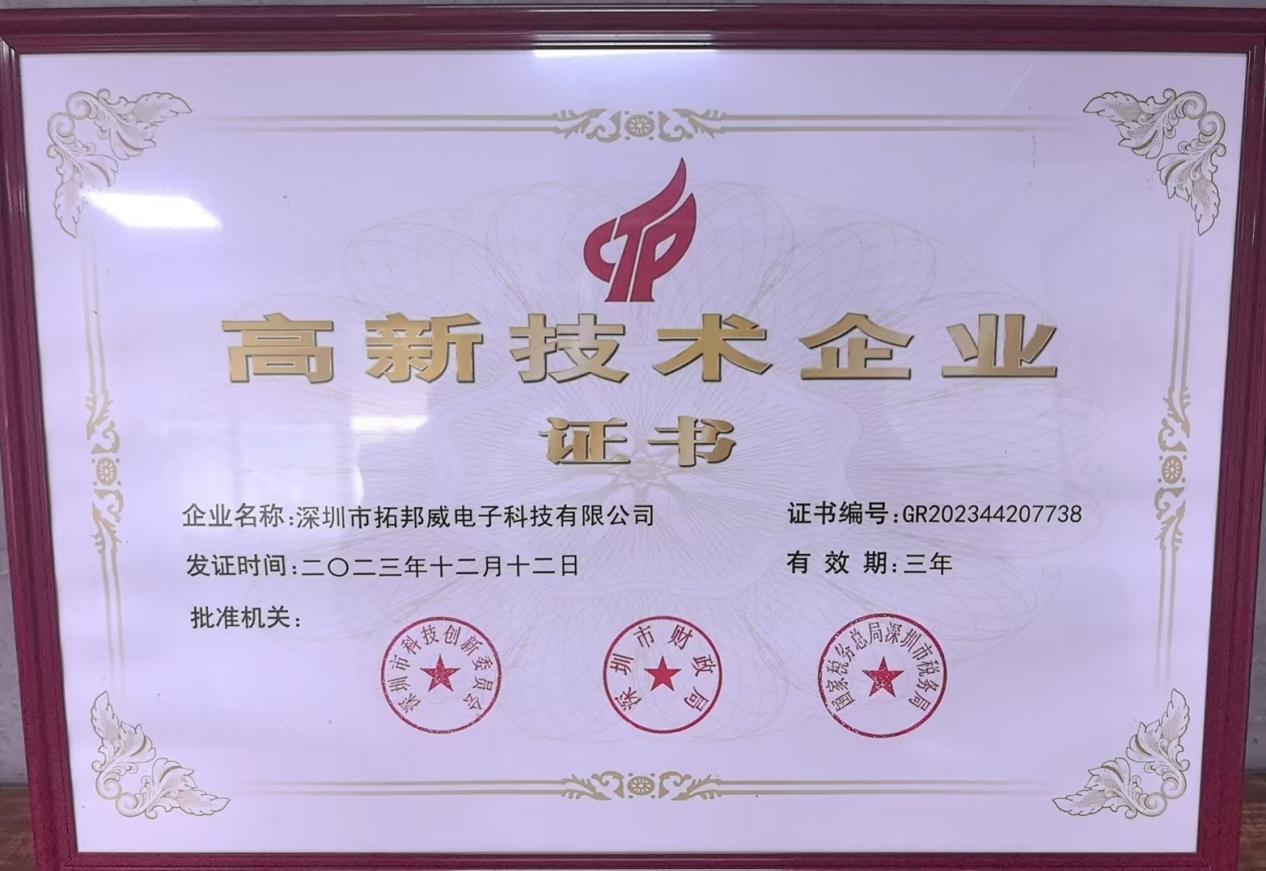 CTP
高新技术企业
证书
企业名称:深圳市拓邦威电子科技有限公司
证书编号:GR202344207738
发证时间:二〇二三年十二月十二日
有效期:三年
批准机关:
深圳市科技创新委员会
深圳市财政局
国家税务总局深圳市税务局